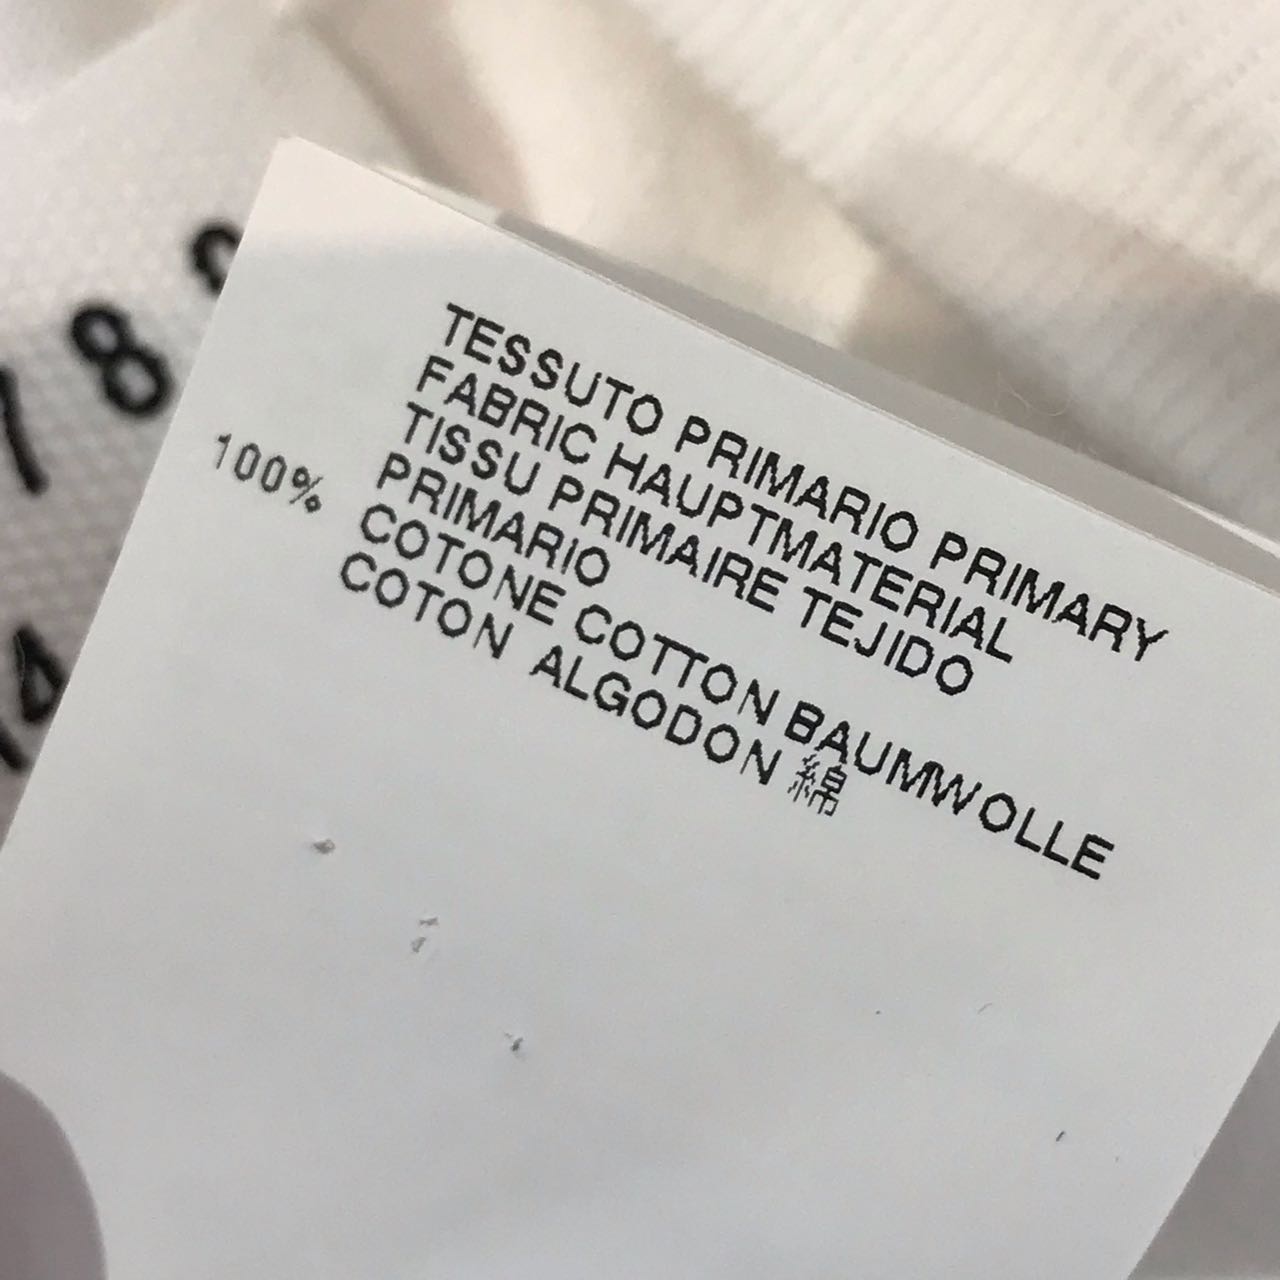 TESSUTO PRIMARIO PRIMARY
FABRIC HAUPTMATERIAL
TISSU PRIMAIRE TEJIDO
PRIMARIO
100% COTONE COTTON BAUMWOLLE
COTON ALGODON 綿